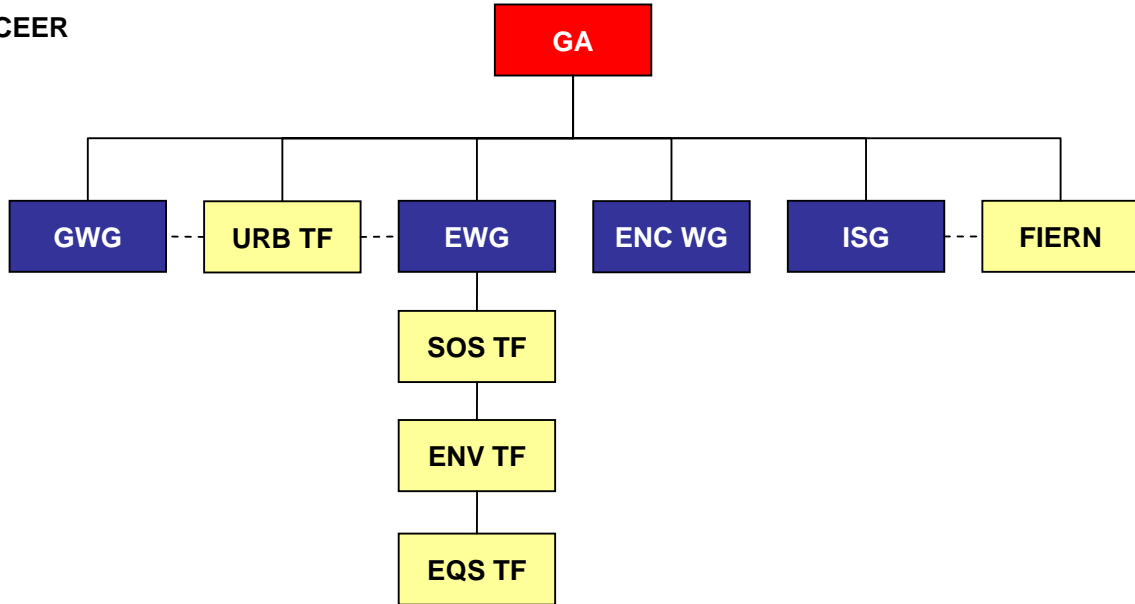 CEER
GA
GWG
URB TF
EWG
ENC WG
ISG
FIERN
SOS TF
ENV TF
EQS TF